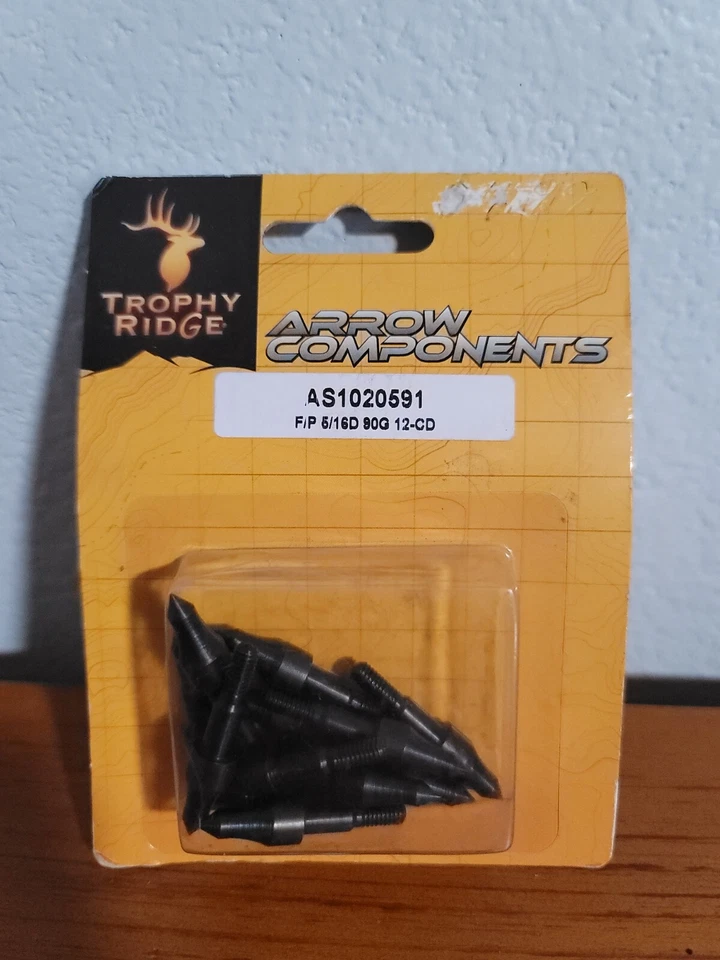 TROPHY
RIDGE
ARROW
COMPONENTS
AS1020591
F/P 5/16D 90G 12-CD